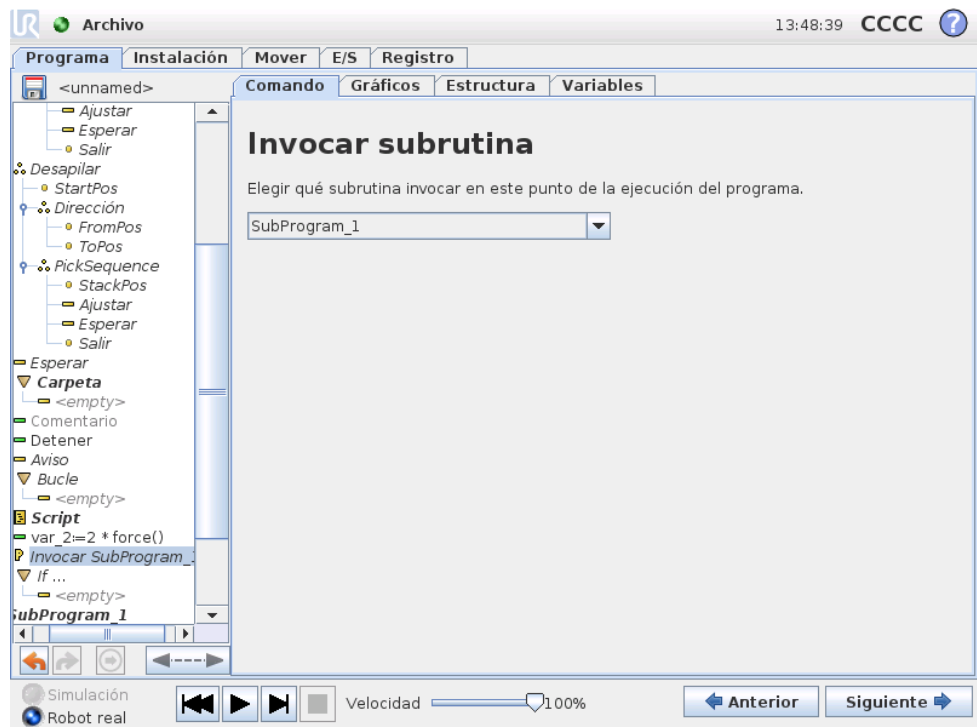 UR Archivo 13:48:39 CCCC ?
Programa Instalación Mover E/S Registro
<unnamed>
Comando Gráficos Estructura Variables
Ajustar
Esperar
Salir
Desapilar
StartPos
Dirección
FromPos
ToPos
PickSequence
StackPos
Ajustar
Esperar
Salir
Esperar
Carpeta
<empty>
Comentario
Detener
Aviso
Bucle
<empty>
Script
var_2:=2 * force()
Invocar SubProgram_1
If ...
<empty>
SubProgram_1
Invocar subrutina
Elegir qué subrutina invocar en este punto de la ejecución del programa.
SubProgram_1
Simulación
Robot real
Velocidad 100%
Anterior Siguiente